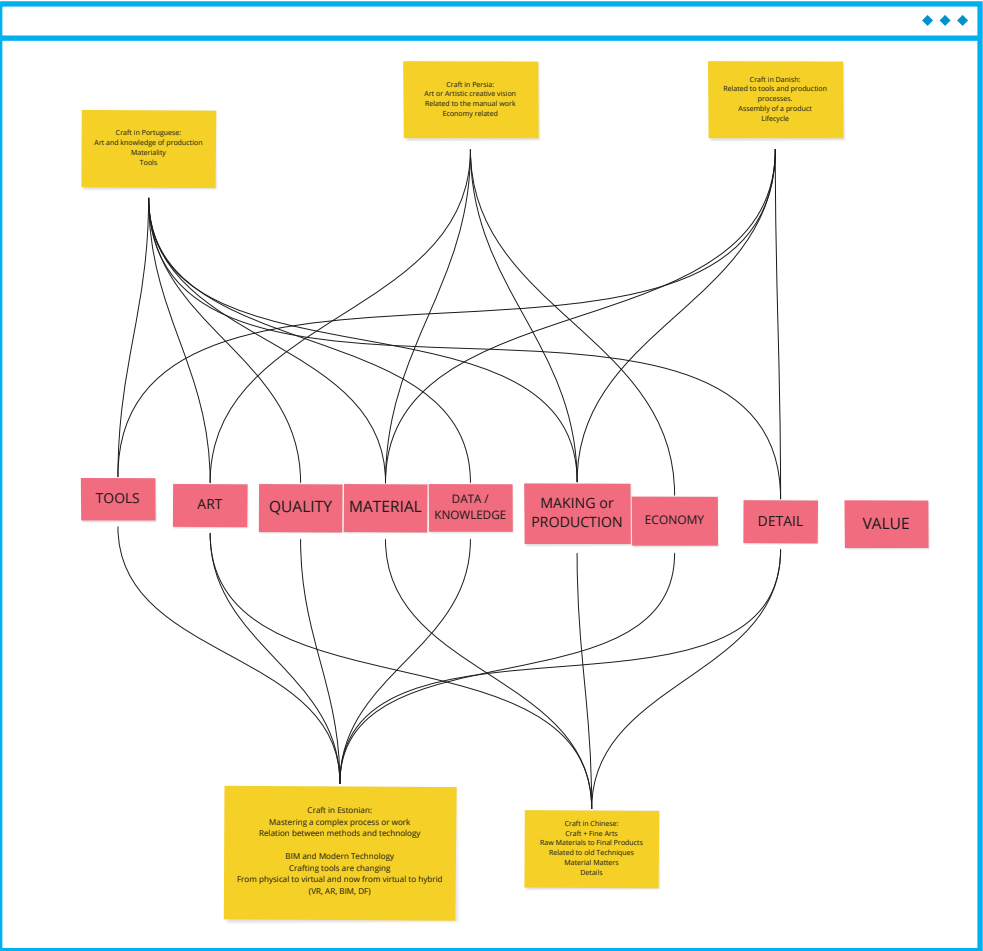 Craft in Portuguese:
Art and knowledge of production
Materiality
Tools
Craft in Persia:
Art or Artistic creative vision
Related to the manual work
Economy related
Craft in Danish:
Related to tools and production
processes.
Assembly of a product
Lifecycle
TOOLS
ART
QUALITY
MATERIAL
DATA /
KNOWLEDGE
MAKING or
PRODUCTION
ECONOMY
DETAIL
VALUE
Craft in Estonian:
Mastering a complex process or work
Relation between methods and technology
BIM and Modern Technology
Crafting tools are changing
From physical to virtual and now from virtual to hybrid
(VR, AR, BIM, DF)
Craft in Chinese:
Craft + Fine Arts
Raw Materials to Final Products
Related to old Techniques
Material Matters
Details